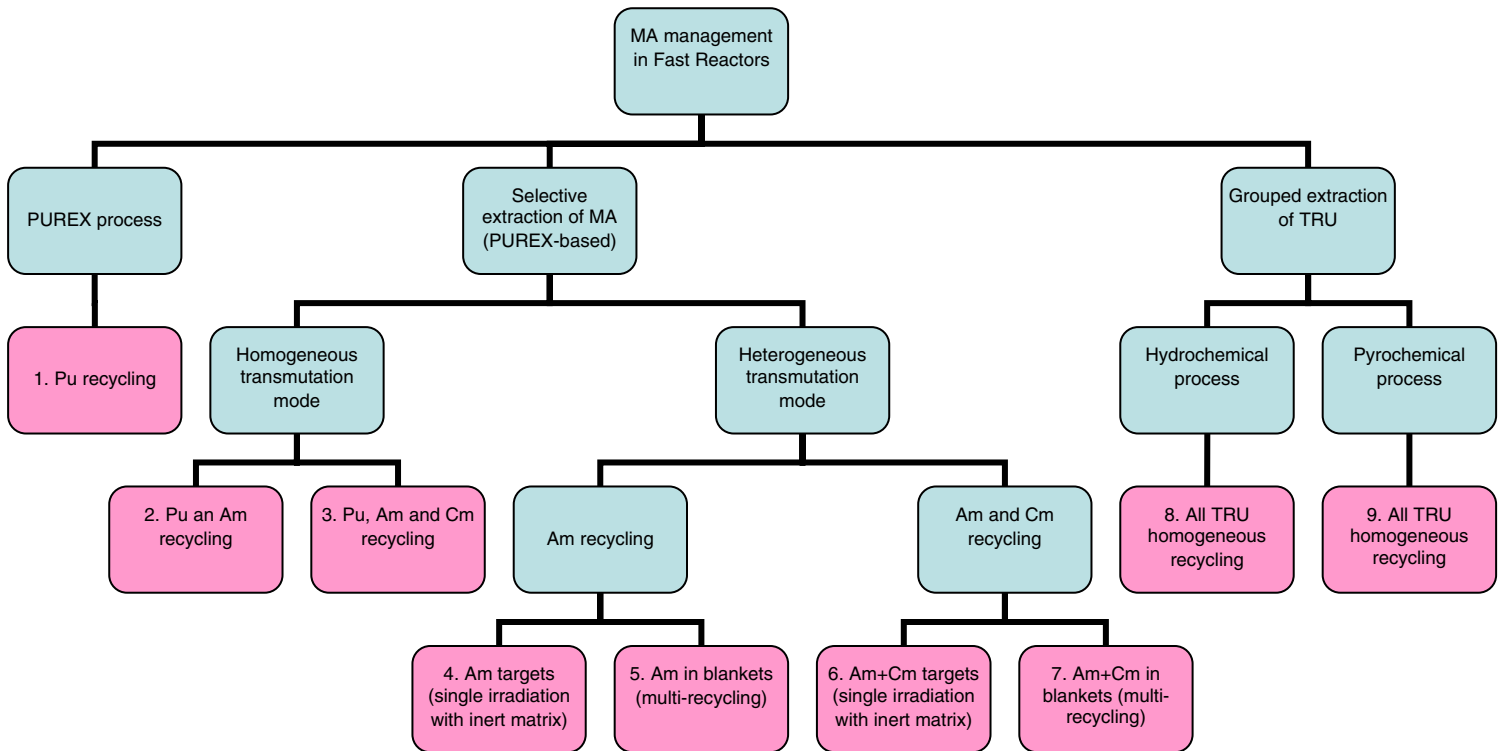 MA management
in Fast Reactors
PUREX process
Selective
extraction of MA
(PUREX-based)
Grouped extraction
of TRU
1. Pu recycling
Homogeneous
transmutation
mode
Heterogeneous
transmutation
mode
Hydrochemical
process
Pyrochemical
process
2. Pu an Am
recycling
3. Pu, Am and Cm
recycling
Am recycling
Am and Cm
recycling
8. All TRU
homogeneous
recycling
9. All TRU
homogeneous
recycling
4. Am targets
(single irradiation
with inert matrix)
5. Am in blankets
(multi-recycling)
6. Am+Cm targets
(single irradiation
with inert matrix)
7. Am+Cm in
blankets (multi-
recycling)